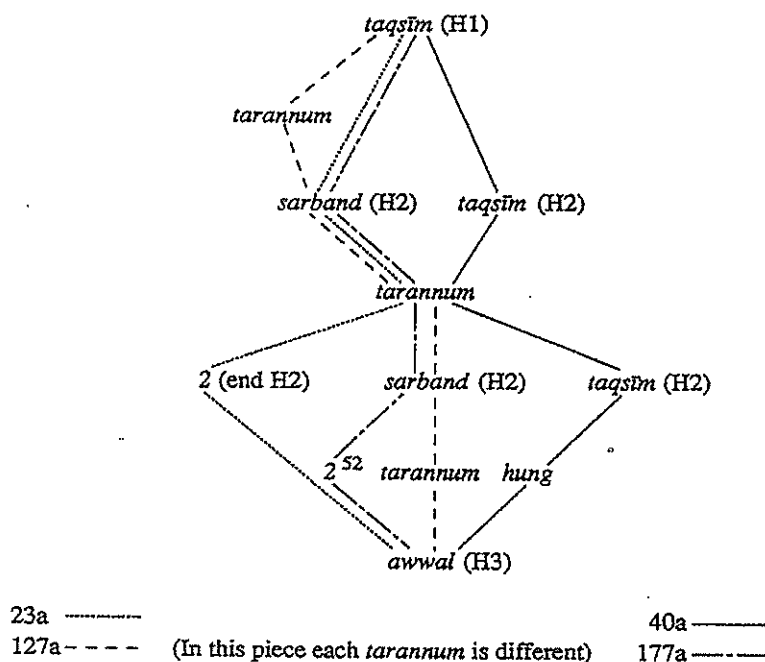 taqsīm (H1)
tarannum
sarband (H2) taqsīm (H2)
tarannum
2 (end H2) sarband (H2) taqsīm (H2)
2 52 tarannum hung
awwal (H3)
23a 40a
127a (In this piece each tarannum is different) 177a